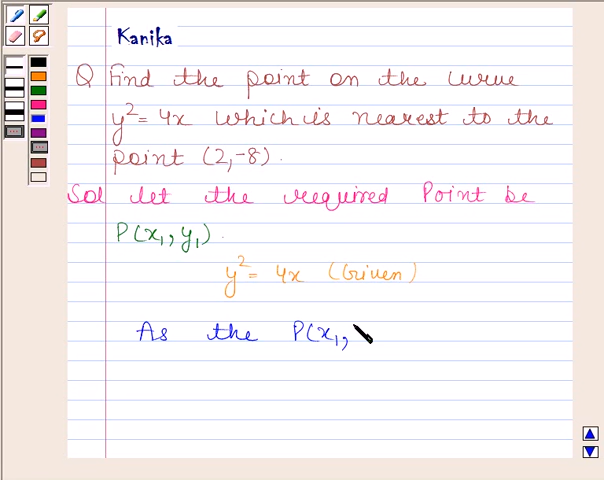 Kanika
Q Find the point on the curve
y² = 4x which is nearest to the
point (2,-8).
Sol let the required Point be
P(x₁, y₁).
y² = 4x (Given)
As the P(x₁,